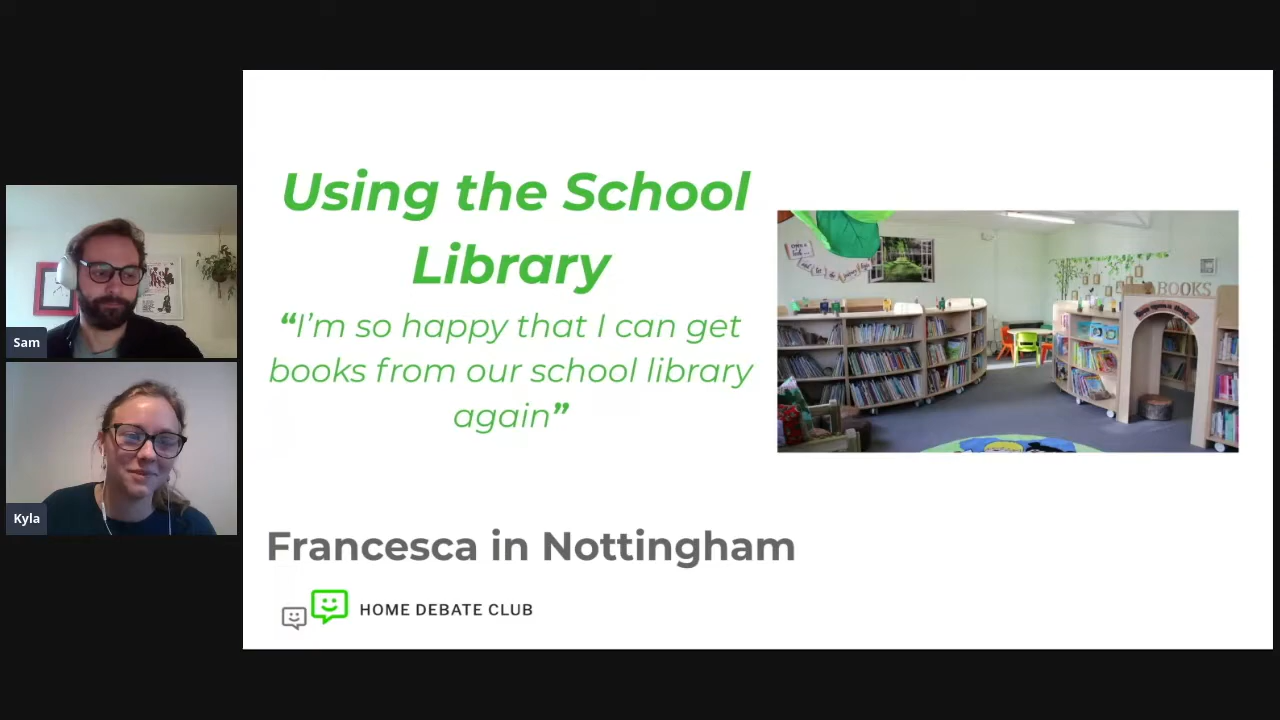 Using the School
Library
“I’m so happy that I can get
books from our school library
again”
BOOKS
Francesca in Nottingham
HOME DEBATE CLUB
Sam
Kyla